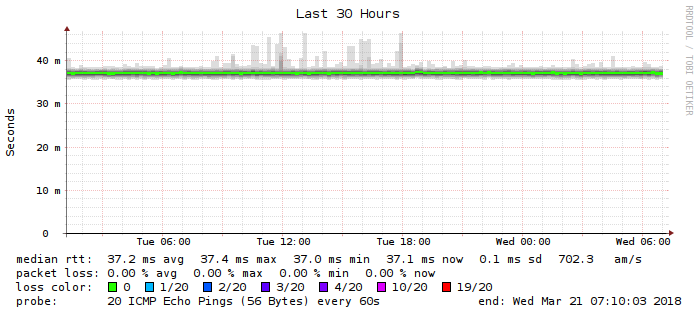 Last 30 Hours
RRDTOOL / TOBI OETIKER
Seconds
40 m
30 m
20 m
10 m
0
Tue 06:00 Tue 12:00 Tue 18:00 Wed 00:00 Wed 06:00
median rtt: 37.2 ms avg 37.4 ms max 37.0 ms min 37.1 ms now 0.1 ms sd 702.3 am/s
packet loss: 0.00 % avg 0.00 % max 0.00 % min 0.00 % now
loss color: 0 1/20 2/20 3/20 4/20 10/20 19/20
probe: 20 ICMP Echo Pings (56 Bytes) every 60s end: Wed Mar 21 07:10:03 2018